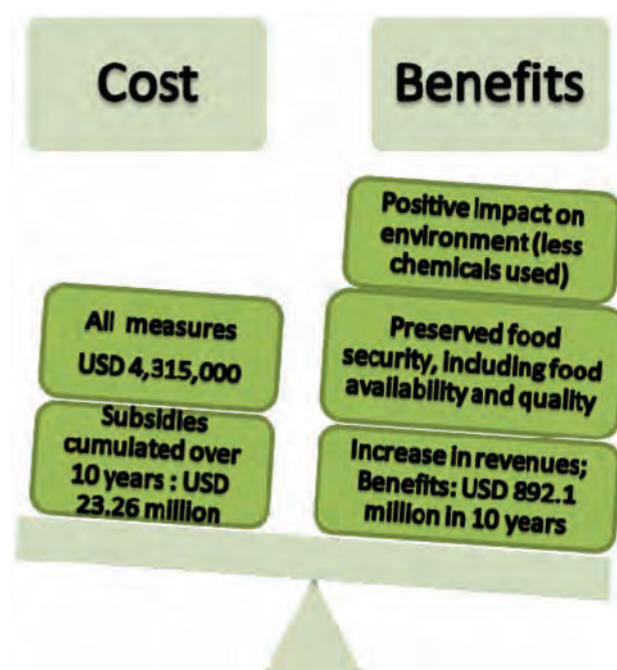 Cost
All measures
USD 4,315,000
Subsidies
cumulated over
10 years : USD
23.26 million
Benefits
Positive impact on
environment (less
chemicals used)
Preserved food
security, including food
availability and quality
Increase in revenues;
Benefits: USD 892.1
million in 10 years